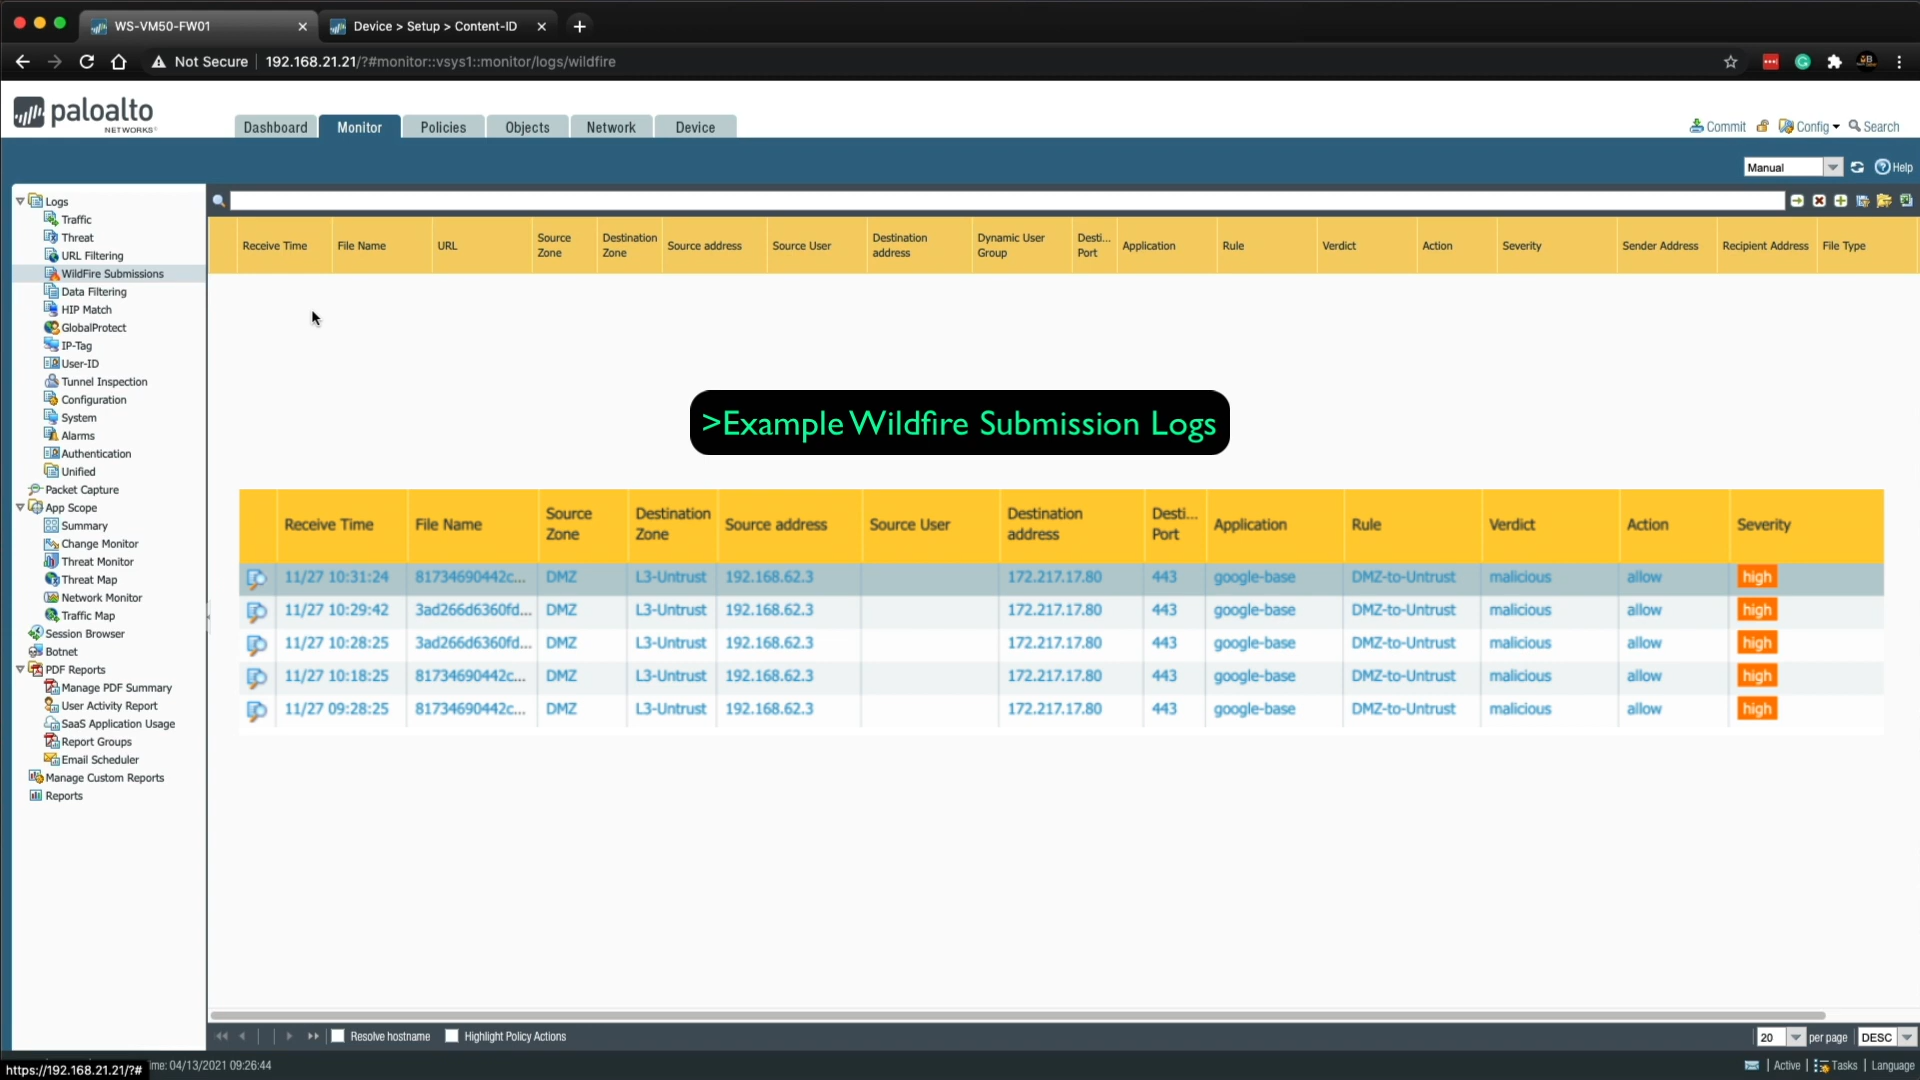 WS-VM50-FW01
Device > Setup > Content-ID
Not Secure
192.168.21.21/?#monitor::vsys1::monitor/logs/wildfire
paloalto
NETWORKS
Dashboard Monitor Policies Objects Network Device
Commit Config Search
Manual Help
Logs
Traffic
Threat
URL Filtering
WildFire Submissions
Data Filtering
HIP Match
GlobalProtect
IP-Tag
User-ID
Tunnel Inspection
Configuration
System
Alarms
Authentication
Unified
Packet Capture
App Scope
Summary
Change Monitor
Threat Monitor
Threat Map
Network Monitor
Traffic Map
Session Browser
Botnet
PDF Reports
Manage PDF Summary
User Activity Report
SaaS Application Usage
Report Groups
Email Scheduler
Manage Custom Reports
Reports
Receive Time File Name URL Source Zone Destination Zone Source address Source User Destination address Dynamic User Group Desti... Port Application Rule Verdict Action Severity Sender Address Recipient Address File Type
>Example Wildfire Submission Logs
Receive Time File Name Source Zone Destination Zone Source address Source User Destination address Desti... Port Application Rule Verdict Action Severity
11/27 10:31:24 81734690442c... DMZ L3-Untrust 192.168.62.3 172.217.17.80 443 google-base DMZ-to-Untrust malicious allow high
11/27 10:29:42 3ad266d6360fd... DMZ L3-Untrust 192.168.62.3 172.217.17.80 443 google-base DMZ-to-Untrust malicious allow high
11/27 10:28:25 3ad266d6360fd... DMZ L3-Untrust 192.168.62.3 172.217.17.80 443 google-base DMZ-to-Untrust malicious allow high
11/27 10:18:25 81734690442c... DMZ L3-Untrust 192.168.62.3 172.217.17.80 443 google-base DMZ-to-Untrust malicious allow high
11/27 09:28:25 81734690442c... DMZ L3-Untrust 192.168.62.3 172.217.17.80 443 google-base DMZ-to-Untrust malicious allow high
Resolve hostname Highlight Policy Actions
20 per page DESC
https://192.168.21.21/?# me: 04/13/2021 09:26:44
Active Tasks Language